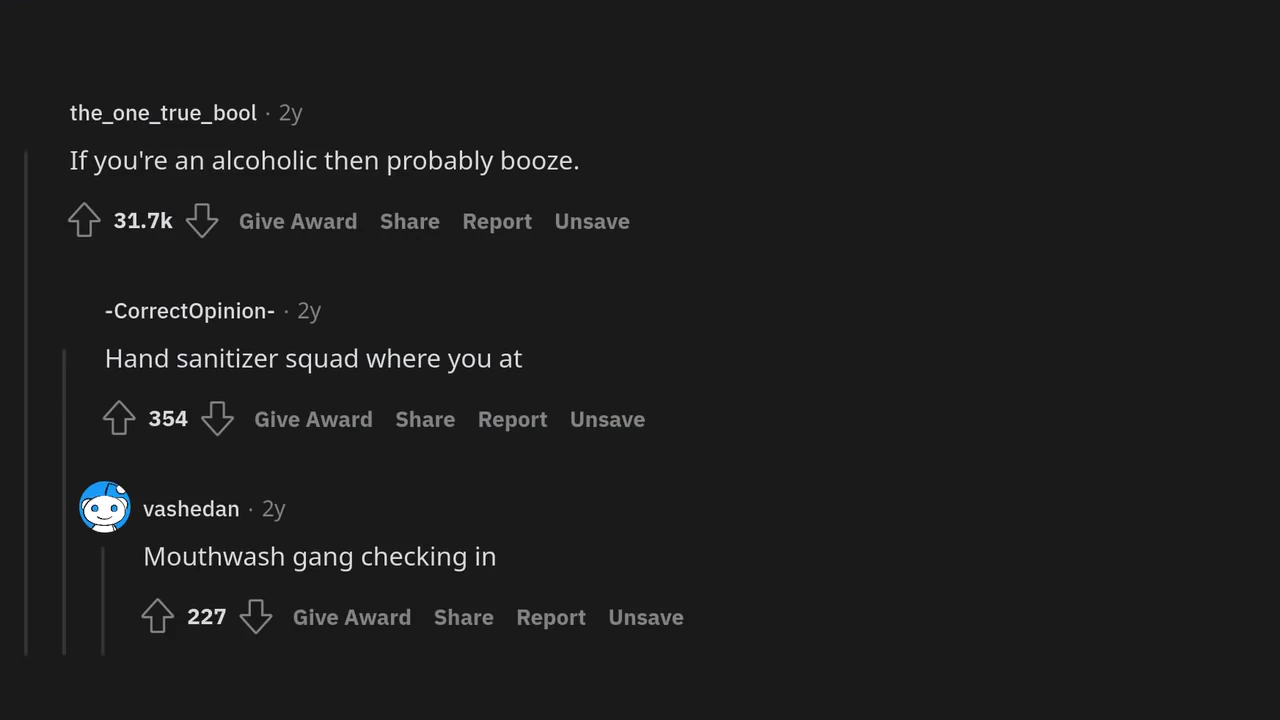 the_one_true_bool · 2y
If you're an alcoholic then probably booze.
31.7k Give Award Share Report Unsave
-CorrectOpinion- · 2y
Hand sanitizer squad where you at
354 Give Award Share Report Unsave
vashedan · 2y
Mouthwash gang checking in
227 Give Award Share Report Unsave